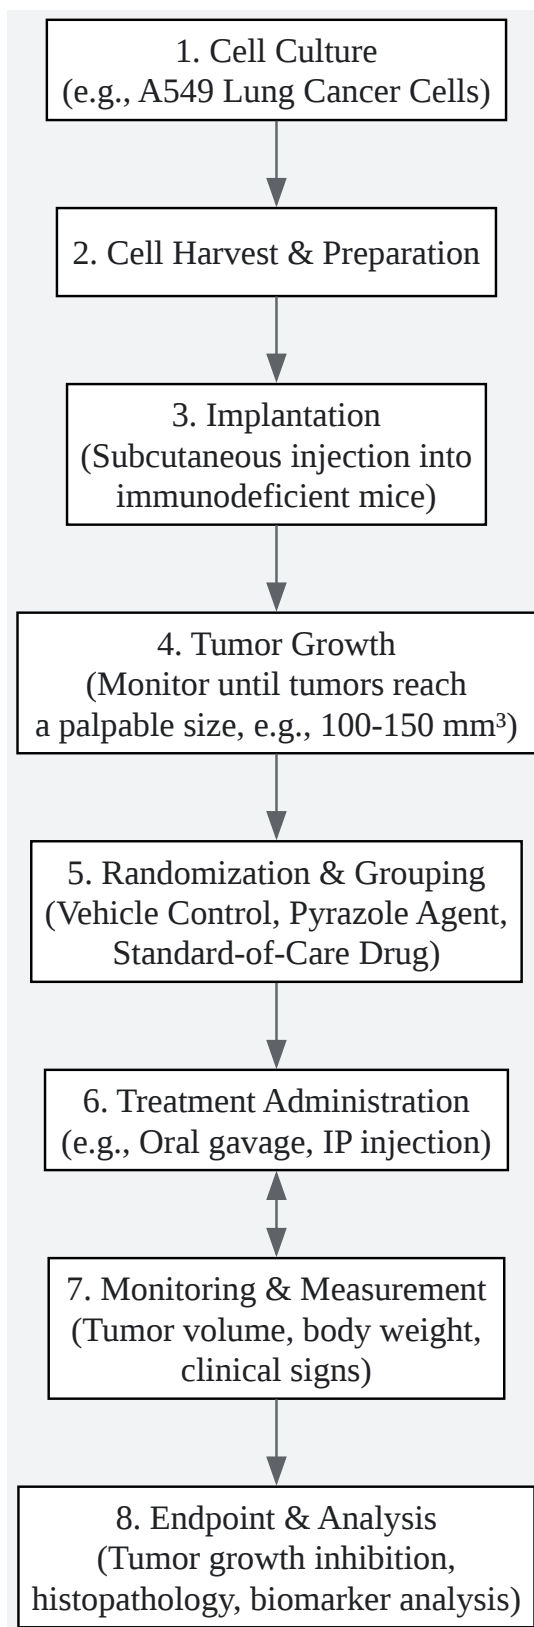 1. Cell Culture
(e.g., A549 Lung Cancer Cells)
2. Cell Harvest & Preparation
3. Implantation
(Subcutaneous injection into
immunodeficient mice)
4. Tumor Growth
(Monitor until tumors reach
a palpable size, e.g., 100-150 mm³)
5. Randomization & Grouping
(Vehicle Control, Pyrazole Agent,
Standard-of-Care Drug)
6. Treatment Administration
(e.g., Oral gavage, IP injection)
7. Monitoring & Measurement
(Tumor volume, body weight,
clinical signs)
8. Endpoint & Analysis
(Tumor growth inhibition,
histopathology, biomarker analysis)